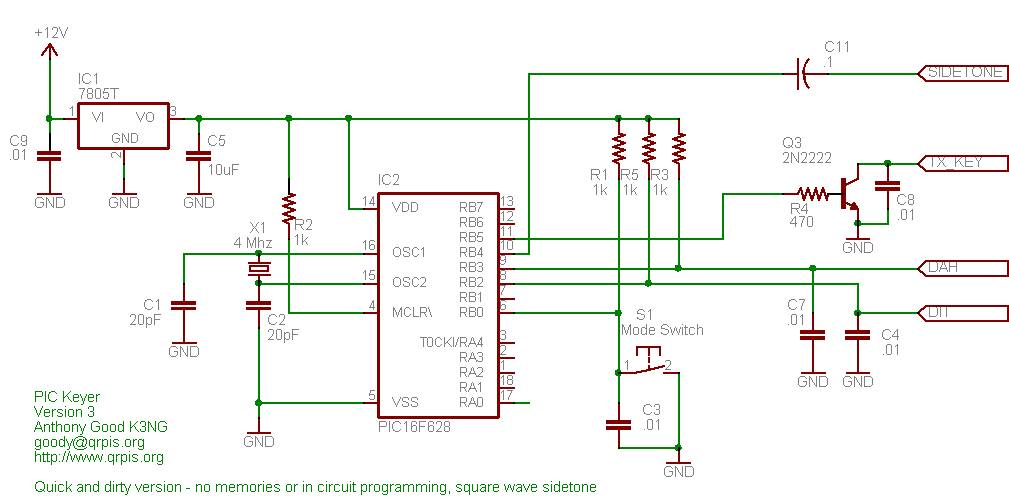 +12V
IC1
7805T
1
VI
VO
3
GND
2
C9
.01
GND
GND
C5
10uF
GND
C11
.1
SIDETONE
Q3
2N2222
TX_KEY
R4
470
C8
.01
GND
R1
1k
R5
1k
R3
1k
IC2
14
VDD
16
OSC1
15
OSC2
4
MCLR\
5
VSS
RB7
13
RB6
12
RB5
11
RB4
10
RB3
9
RB2
8
RB1
7
RB0
6
T0CKI/RA4
3
RA3
2
RA2
1
RA1
18
RA0
17
PIC16F628
X1
4 Mhz
R2
1k
C1
20pF
GND
C2
20pF
GND
DAH
DIT
C7
.01
GND
C4
.01
GND
S1
Mode Switch
1
2
C3
.01
GND
PIC Keyer
Version 3
Anthony Good K3NG
goody@qrpis.org
http://www.qrpis.org
Quick and dirty version - no memories or in circuit programming, square wave sidetone